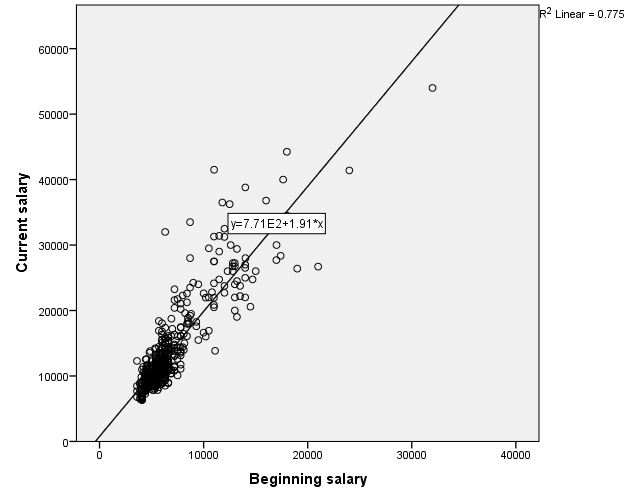 R2 Linear = 0.775
60000
50000
40000
30000
20000
10000
0
Current salary
y=7.71E2+1.91*x
0 10000 20000 30000 40000
Beginning salary